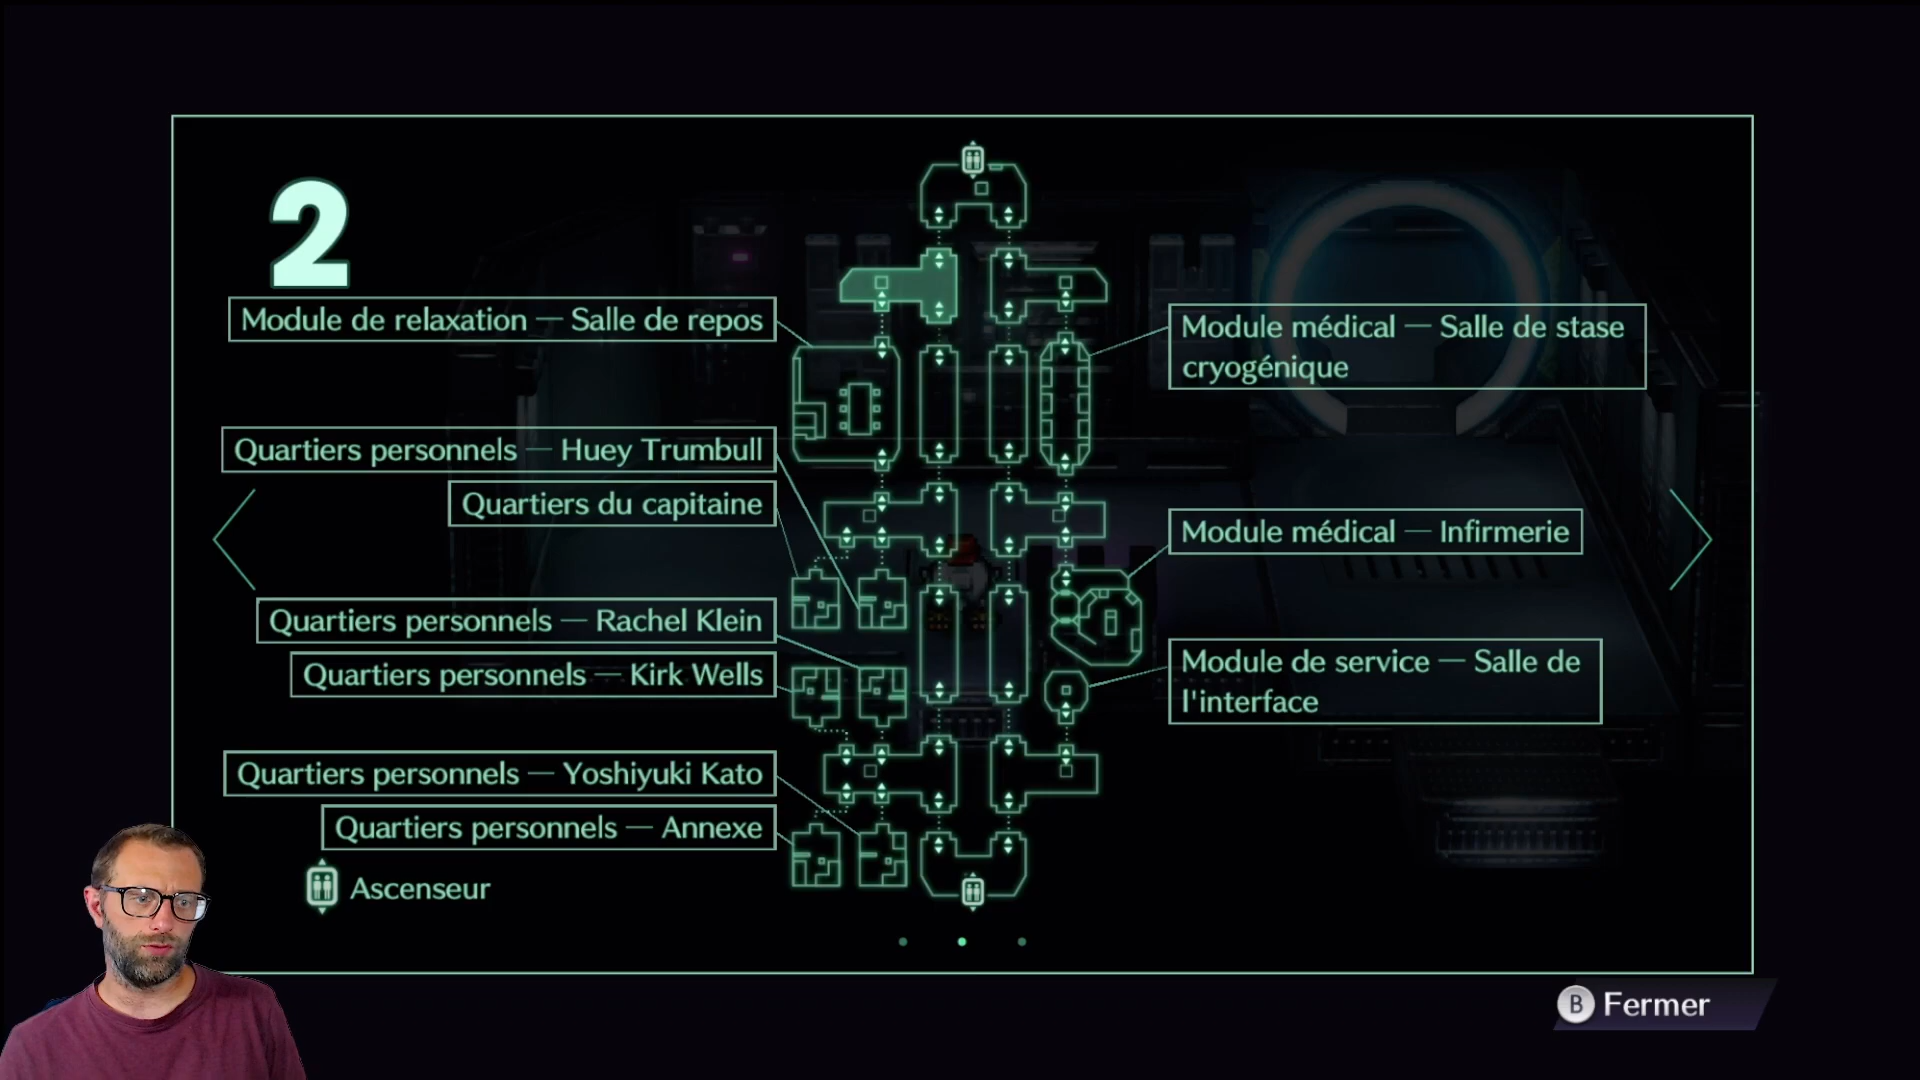 2
Module de relaxation — Salle de repos
Quartiers personnels — Huey Trumbull
Quartiers du capitaine
Quartiers personnels — Rachel Klein
Quartiers personnels — Kirk Wells
Quartiers personnels — Yoshiyuki Kato
Quartiers personnels — Annexe
Ascenseur
Module médical — Salle de stase
cryogénique
Module médical — Infirmerie
Module de service — Salle de
l'interface
B Fermer